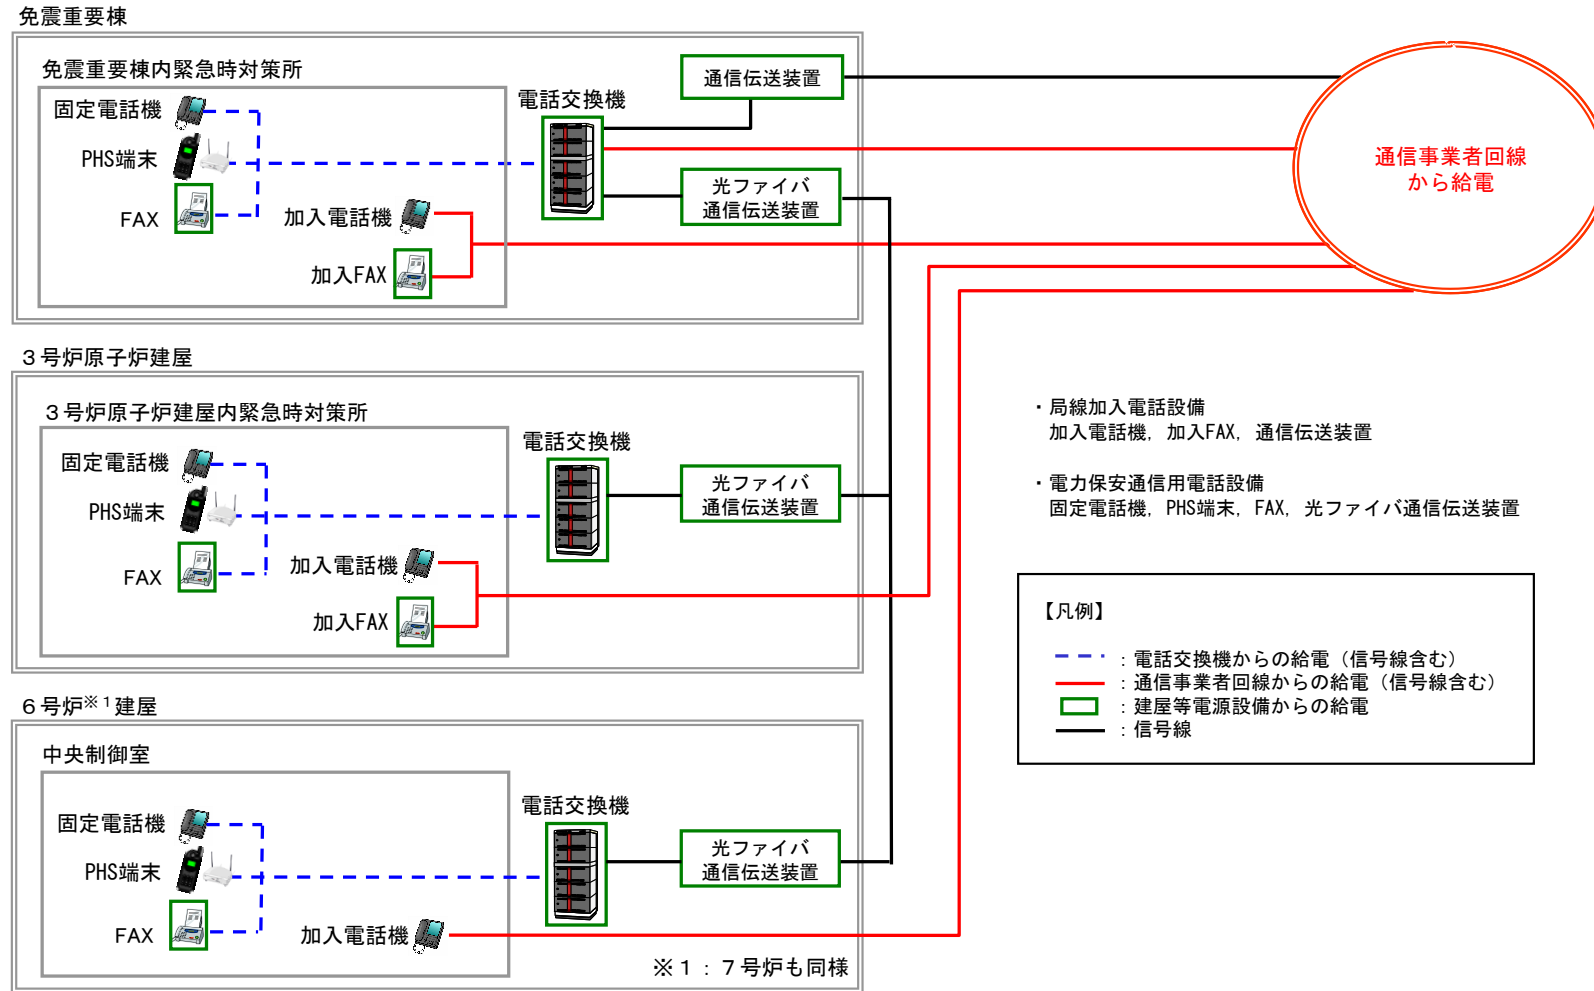 免震重要棟
免震重要棟内緊急時対策所
固定電話機
PHS端末
FAX
加入電話機
加入FAX
電話交換機
通信伝送装置
光ファイバ
通信伝送装置
通信事業者回線
から給電
３号炉原子炉建屋
３号炉原子炉建屋内緊急時対策所
固定電話機
PHS端末
FAX
加入電話機
加入FAX
電話交換機
光ファイバ
通信伝送装置
・局線加入電話設備
加入電話機，加入FAX，通信伝送装置
・電力保安通信用電話設備
固定電話機，PHS端末，FAX，光ファイバ通信伝送装置
【凡例】
：電話交換機からの給電（信号線含む）
：通信事業者回線からの給電（信号線含む）
：建屋等電源設備からの給電
：信号線
６号炉※１建屋
中央制御室
固定電話機
PHS端末
FAX
加入電話機
電話交換機
光ファイバ
通信伝送装置
※１：７号炉も同様